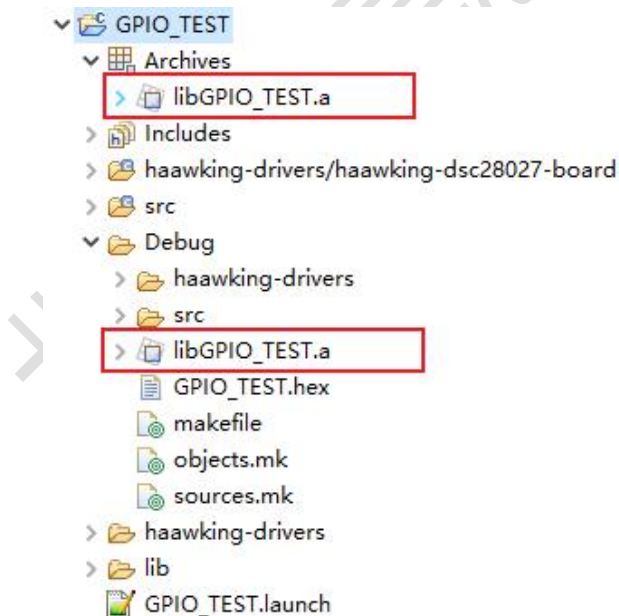 GPIO_TEST
Archives
libGPIO_TEST.a
Includes
haawking-drivers/haawking-dsc28027-board
src
Debug
haawking-drivers
src
libGPIO_TEST.a
GPIO_TEST.hex
makefile
objects.mk
sources.mk
haawking-drivers
lib
GPIO_TEST.launch